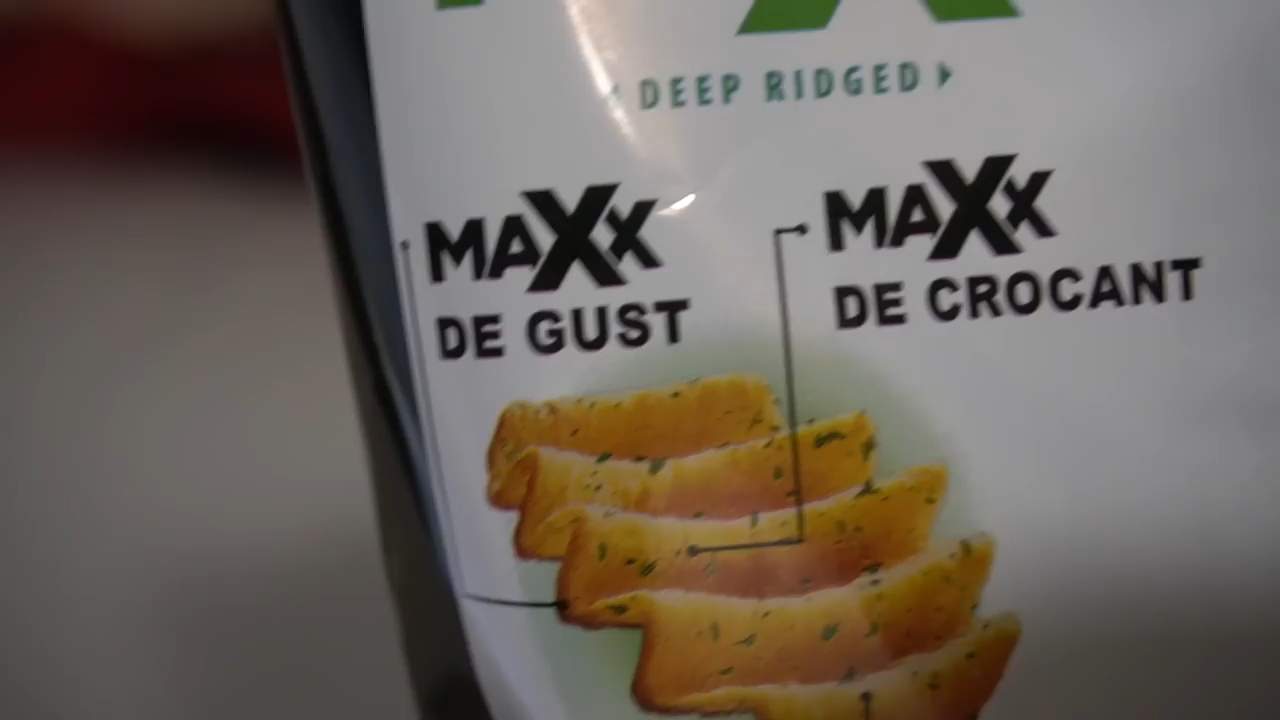 DEEP RIDGED
MAXX
DE GUST
MAXX
DE CROCANT